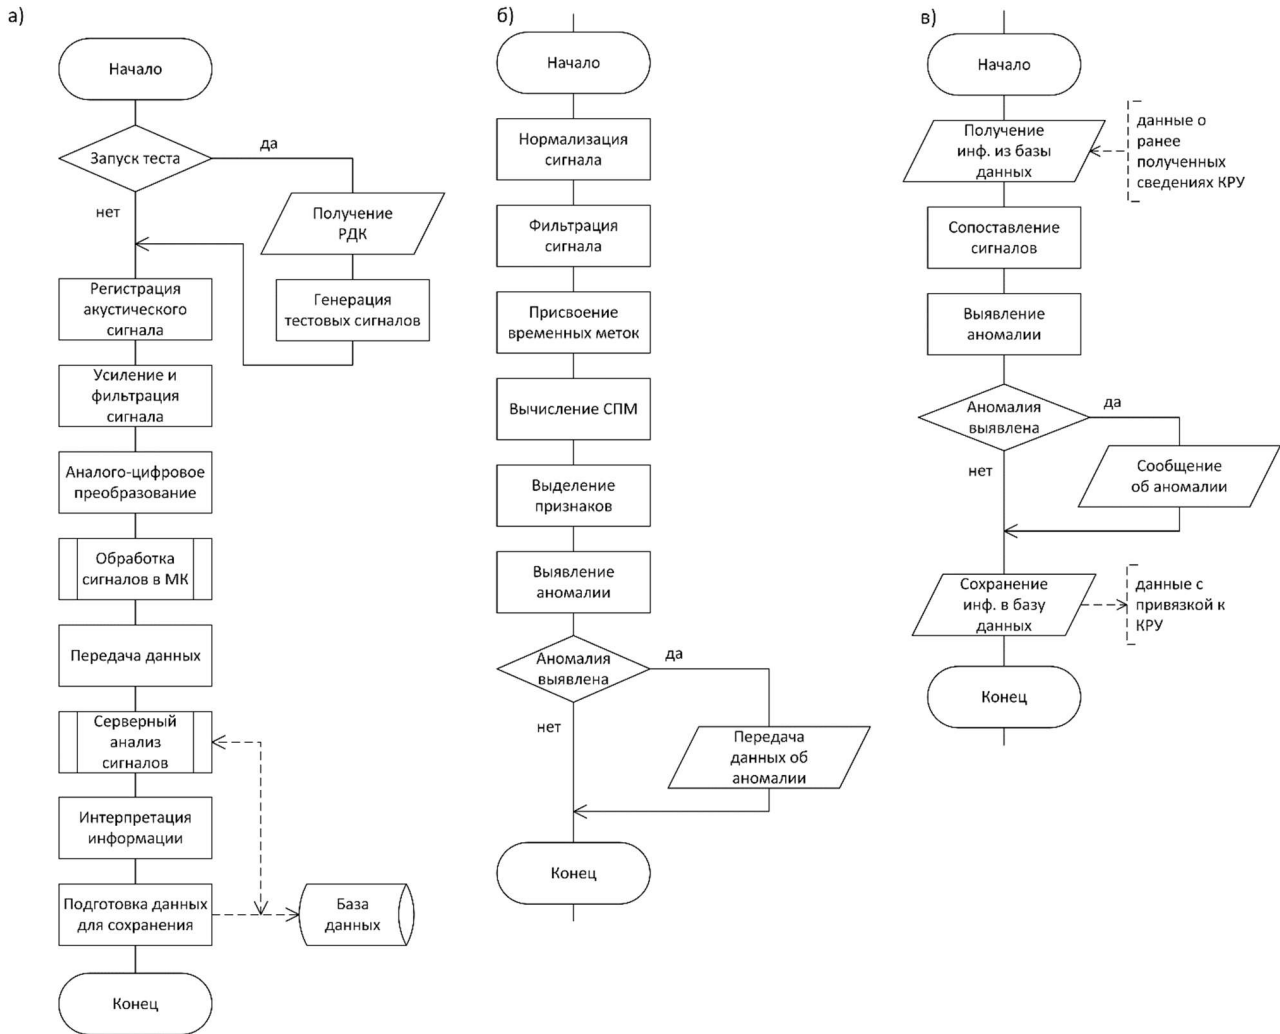 а)
Начало
Запуск теста
да
нет
Получение
РДК
Генерация
тестовых сигналов
Регистрация
акустического
сигнала
Усиление и
фильтрация
сигнала
Аналого-цифровое
преобразование
Обработка
сигналов в МК
Передача данных
Серверный
анализ
сигналов
Интерпретация
информации
Подготовка данных
для сохранения
База
данных
Конец
б)
Начало
Нормализация
сигнала
Фильтрация
сигнала
Присвоение
временных меток
Вычисление СПМ
Выделение
признаков
Выявление
аномалии
Аномалия
выявлена
да
нет
Передача
данных об
аномалии
Конец
в)
Начало
Получение
инф. из базы
данных
данные о
ранее
полученных
сведениях КРУ
Сопоставление
сигналов
Выявление
аномалии
Аномалия
выявлена
да
нет
Сообщение
об аномалии
Сохранение
инф. в базу
данных
данные с
привязкой к
КРУ
Конец